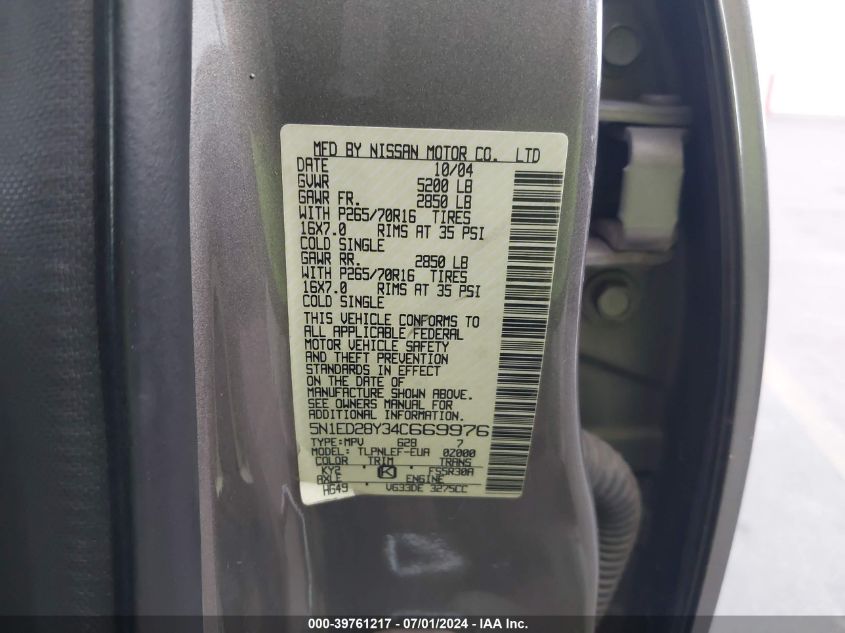 MFD BY NISSAN MOTOR CO. LTD
DATE 10/04
GVWR 5200 LB
GAWR FR. 2850 LB
WITH P265/70R16 TIRES
16X7.0 RIMS AT 35 PSI
COLD SINGLE
GAWR RR. 2850 LB
WITH P265/70R16 TIRES
16X7.0 RIMS AT 35 PSI
COLD SINGLE
THIS VEHICLE CONFORMS TO
ALL APPLICABLE FEDERAL
MOTOR VEHICLE SAFETY
AND THEFT PREVENTION
STANDARDS IN EFFECT
ON THE DATE OF
MANUFACTURE SHOWN ABOVE.
SEE OWNERS MANUAL FOR
ADDITIONAL INFORMATION.
5N1ED28Y34C669976
TYPE:MPV 628 7
MODEL TLPNLEF-EUA 0Z000
COLOR TRIM TRANS
KY2 K FS5R30A
AXLE ENGINE
HG49 VG33DE 3275CC
000-39761217 - 07/01/2024 - IAAI.com